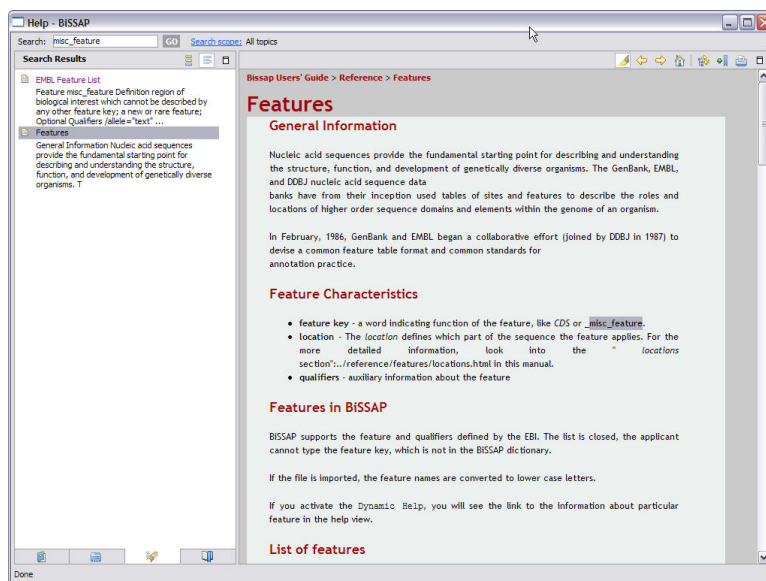 Help - BiSSAP
Search: misc_feature GO Search scope: All topics
Search Results
EMBL Feature List
Feature misc_feature Definition region of
biological interest which cannot be described by
any other feature key; a new or rare feature;
Optional Qualifiers /allele="text" ...
Features
General Information Nucleic acid sequences
provide the fundamental starting point for
describing and understanding the structure,
function, and development of genetically diverse
organisms. T
Bissap Users' Guide > Reference > Features
Features
General Information
Nucleic acid sequences provide the fundamental starting point for describing and understanding
the structure, function, and development of genetically diverse organisms. The GenBank, EMBL,
and DDBJ nucleic acid sequence data
banks have from their inception used tables of sites and features to describe the roles and
locations of higher order sequence domains and elements within the genome of an organism.
In February, 1986, GenBank and EMBL began a collaborative effort (joined by DDBJ in 1987) to
devise a common feature table format and common standards for
annotation practice.
Feature Characteristics
• feature key - a word indicating function of the feature, like CDS or _misc_feature.
• location - The location defines which part of the sequence the feature applies. For the
more detailed information, look into the " locations
section":../reference/features/locations.html in this manual.
• qualifiers - auxiliary information about the feature
Features in BiSSAP
BiSSAP supports the feature and qualifiers defined by the EBI. The list is closed, the applicant
cannot type the feature key, which is not in the BiSSAP dictionary.
If the file is imported, the feature names are converted to lower case letters.
If you activate the Dynamic Help, you will see the link to the information about particular
feature in the help view.
List of features
Done